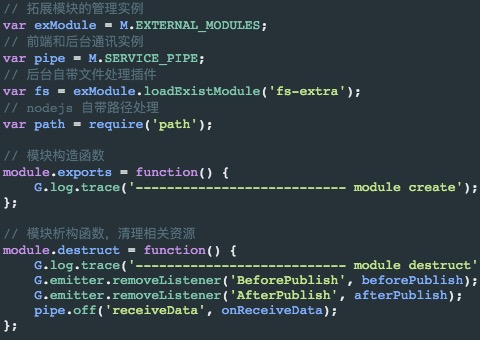 // 拓展模块的管理实例
var exModule = M.EXTERNAL_MODULES;
// 前端和后台通讯实例
var pipe = M.SERVICE_PIPE;
// 后台自带文件处理插件
var fs = exModule.loadExistModule('fs-extra');
// nodejs 自带路径处理
var path = require('path');
// 模块构造函数
module.exports = function() {
G.log.trace('-------------------------- module create');
};
// 模块析构函数，清理相关资源
module.destruct = function() {
G.log.trace('-------------------------- module destruct'
G.emitter.removeListener('BeforePublish', beforePublish);
G.emitter.removeListener('AfterPublish', afterPublish);
pipe.off('receiveData', onReceiveData);
};